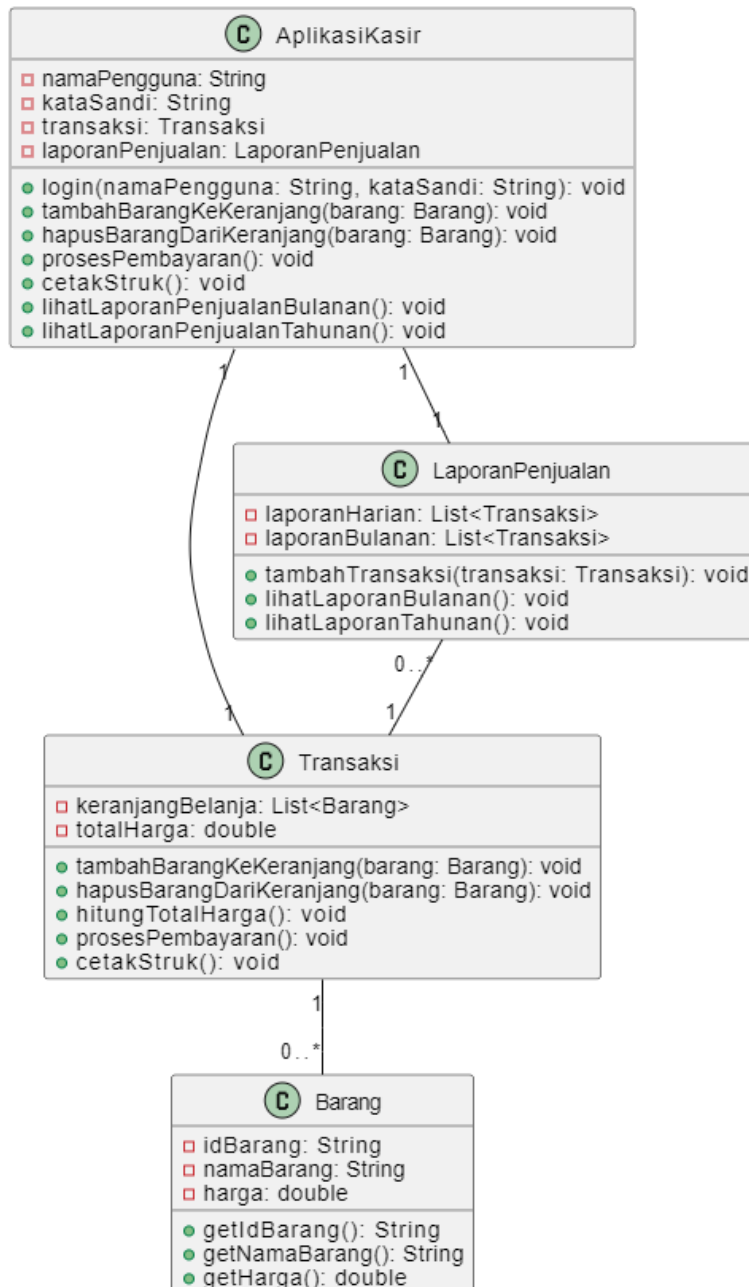 C AplikasiKasir
namaPengguna: String
kataSandi: String
transaksi: Transaksi
laporanPenjualan: LaporanPenjualan
login(namaPengguna: String, kataSandi: String): void
tambahBarangKeKeranjang(barang: Barang): void
hapusBarangDariKeranjang(barang: Barang): void
prosesPembayaran(): void
cetakStruk(): void
lihatLaporanPenjualanBulanan(): void
lihatLaporanPenjualanTahunan(): void
1
1
1
C LaporanPenjualan
laporanHarian: List<Transaksi>
laporanBulanan: List<Transaksi>
tambahTransaksi(transaksi: Transaksi): void
lihatLaporanBulanan(): void
lihatLaporanTahunan(): void
0..*
1
1
C Transaksi
keranjangBelanja: List<Barang>
totalHarga: double
tambahBarangKeKeranjang(barang: Barang): void
hapusBarangDariKeranjang(barang: Barang): void
hitungTotalHarga(): void
prosesPembayaran(): void
cetakStruk(): void
1
0..*
C Barang
idBarang: String
namaBarang: String
harga: double
getIdBarang(): String
getNamaBarang(): String
getHarga(): double